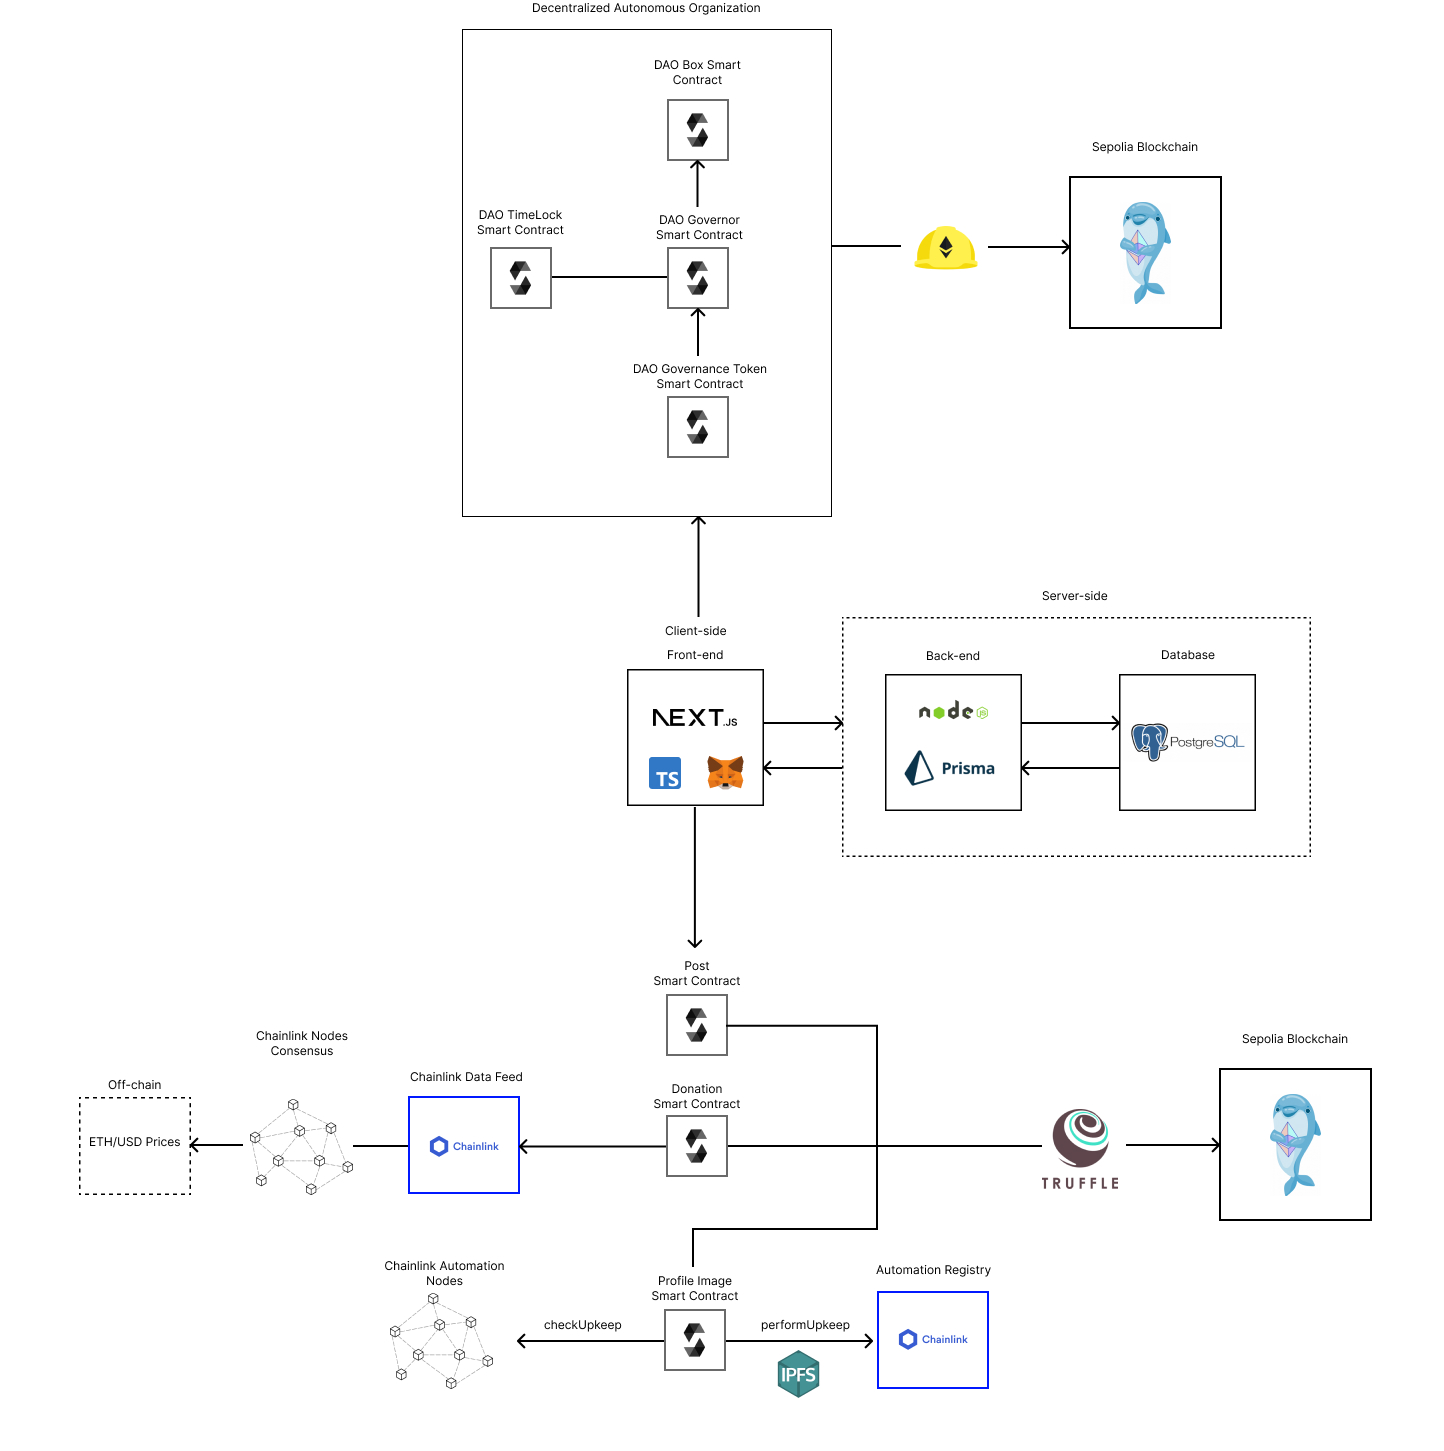 Decentralized Autonomous Organization
DAO Box Smart
Contract
Sepolia Blockchain
DAO TimeLock
Smart Contract
DAO Governor
Smart Contract
DAO Governance Token
Smart Contract
Server-side
Client-side
Front-end
Back-end
Database
NEXT.JS
node
JS
PostgreSQL
TS
Prisma
Post
Smart Contract
Chainlink Nodes
Consensus
Sepolia Blockchain
Off-chain
Chainlink Data Feed
Donation
Smart Contract
ETH/USD Prices
Chainlink
TRUFFLE
Chainlink Automation
Nodes
Profile Image
Smart Contract
Automation Registry
checkUpkeep
performUpkeep
Chainlink
IPFS